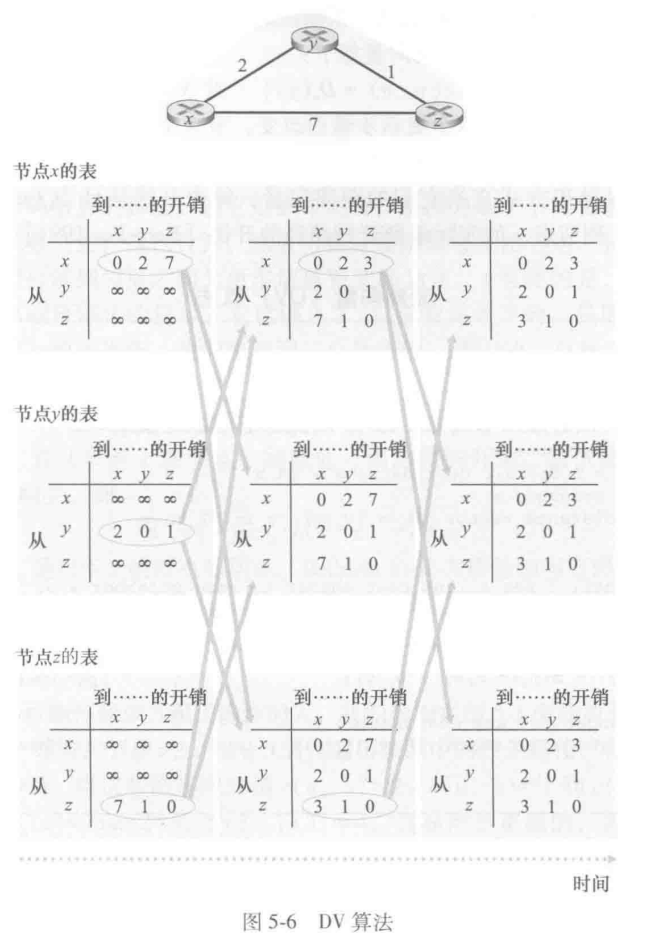 y
2
1
x
7
z
节点x的表
到……的开销 到……的开销 到……的开销
x y z x y z x y z
x 0 2 7 x 0 2 3 x 0 2 3
从 y ∞ ∞ ∞ 从 y 2 0 1 从 y 2 0 1
z ∞ ∞ ∞ z 7 1 0 z 3 1 0
节点y的表
到……的开销 到……的开销 到……的开销
x y z x y z x y z
x ∞ ∞ ∞ x 0 2 7 x 0 2 3
从 y 2 0 1 从 y 2 0 1 从 y 2 0 1
z ∞ ∞ ∞ z 7 1 0 z 3 1 0
节点z的表
到……的开销 到……的开销 到……的开销
x y z x y z x y z
x ∞ ∞ ∞ x 0 2 7 x 0 2 3
从 y ∞ ∞ ∞ 从 y 2 0 1 从 y 2 0 1
z 7 1 0 z 3 1 0 z 3 1 0
时间
图 5-6 DV 算法